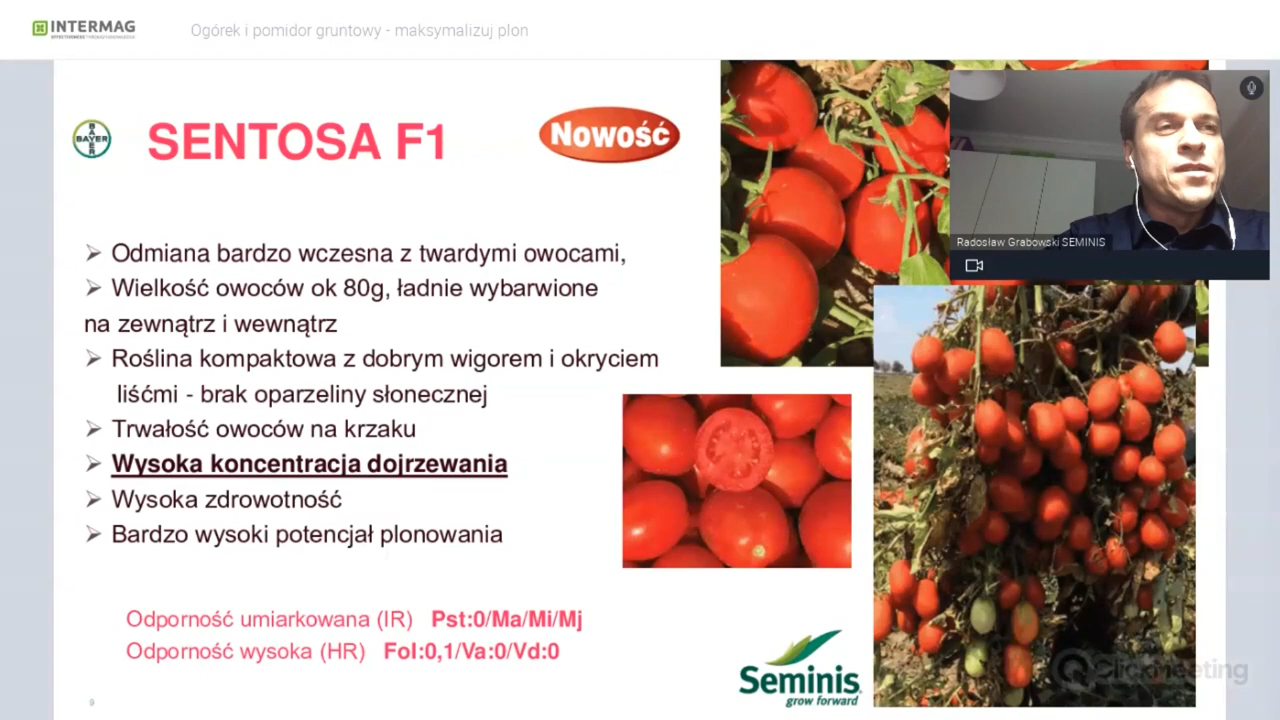 INTERMAG
Ogórek i pomidor gruntowy - maksymalizuj plon
BAYER
BAYER
SENTOSA F1
Nowość
Odmiana bardzo wczesna z twardymi owocami,
Wielkość owoców ok 80g, ładnie wybarwione
na zewnątrz i wewnątrz
Roślina kompaktowa z dobrym wigorem i okryciem
liśćmi - brak oparzeliny słonecznej
Trwałość owoców na krzaku
Wysoka koncentracja dojrzewania
Wysoka zdrowotność
Bardzo wysoki potencjał plonowania
Odporność umiarkowana (IR) Pst:0/Ma/Mi/Mj
Odporność wysoka (HR) Fol:0,1/Va:0/Vd:0
Radosław Grabowski SEMINIS
Seminis
grow forward
ClickMeeting
9